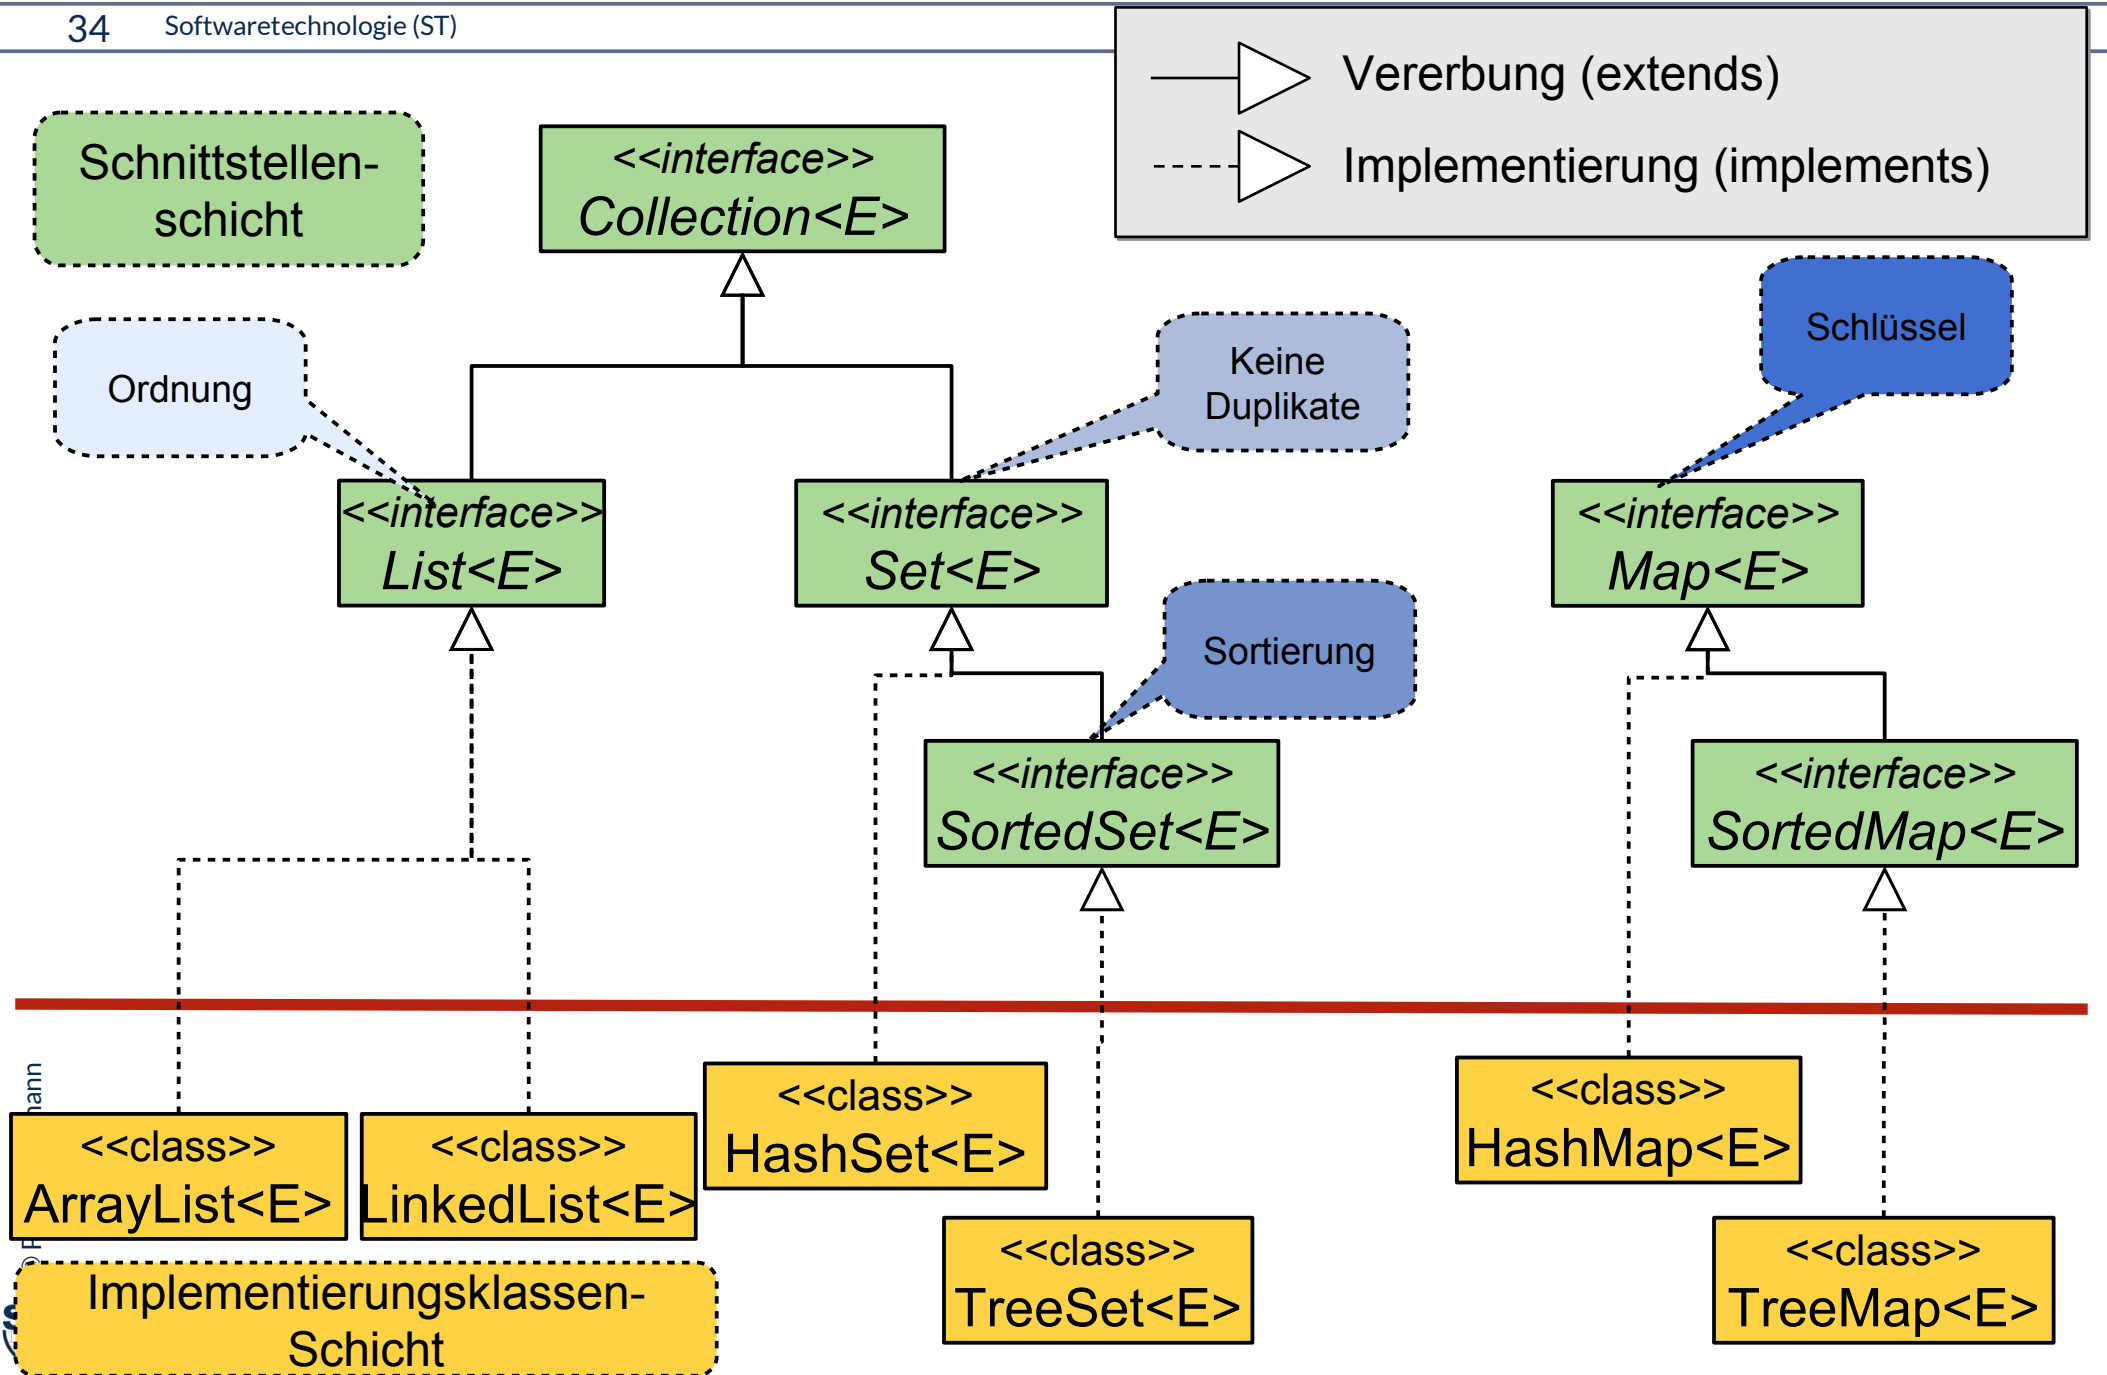 34 Softwaretechnologie (ST)
Vererbung (extends)
Implementierung (implements)
Schnittstellen-
schicht
<<interface>>
Collection<E>
Ordnung
Keine
Duplikate
Schlüssel
<<interface>>
List<E>
<<interface>>
Set<E>
<<interface>>
Map<E>
Sortierung
<<interface>>
SortedSet<E>
<<interface>>
SortedMap<E>
<<class>>
ArrayList<E>
<<class>>
LinkedList<E>
<<class>>
HashSet<E>
<<class>>
HashMap<E>
<<class>>
TreeSet<E>
<<class>>
TreeMap<E>
Implementierungsklassen-
Schicht